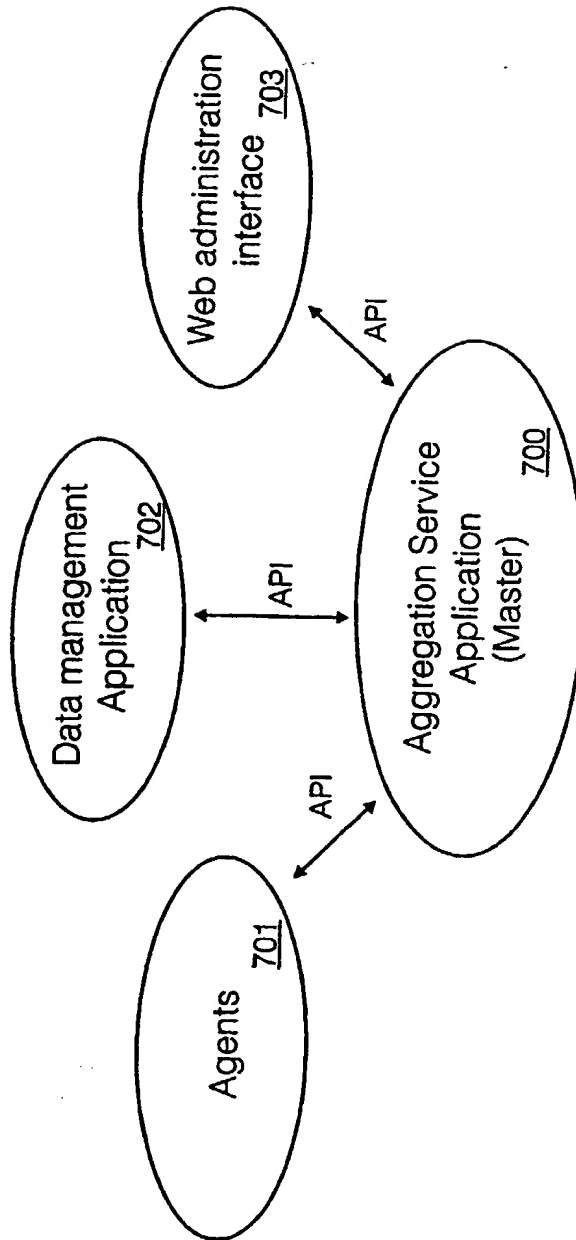 Data management
Application
702
Agents
701
Web administration
interface
703
API
API
API
Aggregation Service
Application
(Master)
700